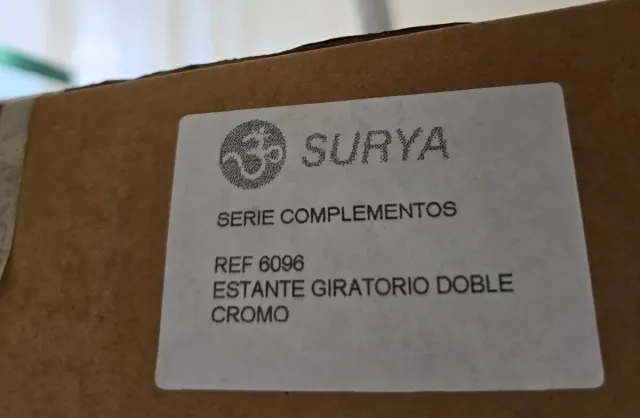 SURYA
SERIE COMPLEMENTOS
REF 6096
ESTANTE GIRATORIO DOBLE
CROMO